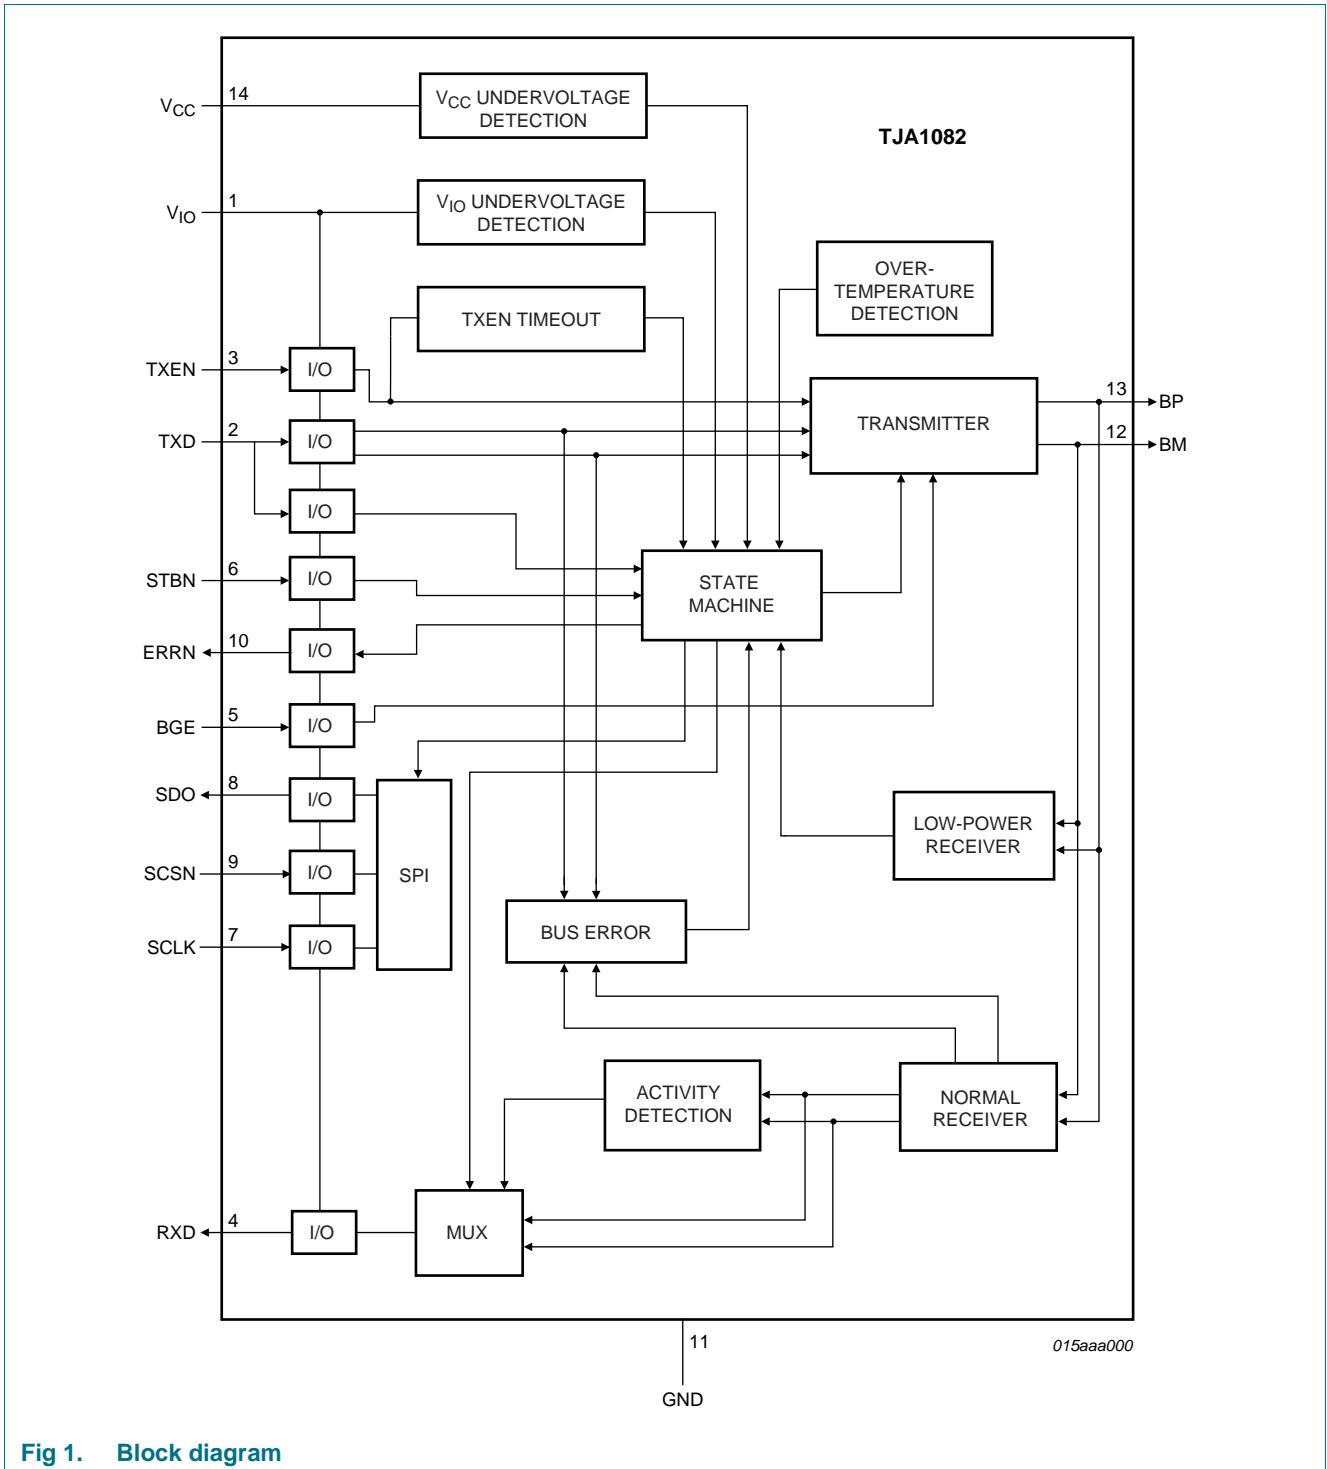 14
VCC
VCC UNDERVOLTAGE
DETECTION
TJA1082
1
VIO
VIO UNDERVOLTAGE
DETECTION
OVER-
TEMPERATURE
DETECTION
TXEN TIMEOUT
3
TXEN
I/O
13
BP
TRANSMITTER
2
TXD
I/O
12
BM
I/O
6
STBN
I/O
STATE
MACHINE
10
ERRN
I/O
5
BGE
I/O
8
SDO
I/O
LOW-POWER
RECEIVER
9
SCSN
I/O
SPI
7
SCLK
I/O
BUS ERROR
ACTIVITY
DETECTION
NORMAL
RECEIVER
4
RXD
I/O
MUX
11
015aaa000
GND
Fig 1. Block diagram